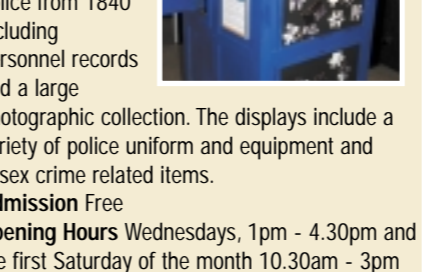 lice from 1840
cluding
ersonnel records
d a large
otographic collection. The displays include a
riety of police uniform and equipment and
sex crime related items.
dmission Free
pening Hours Wednesdays, 1pm - 4.30pm and
e first Saturday of the month 10.30am - 3pm